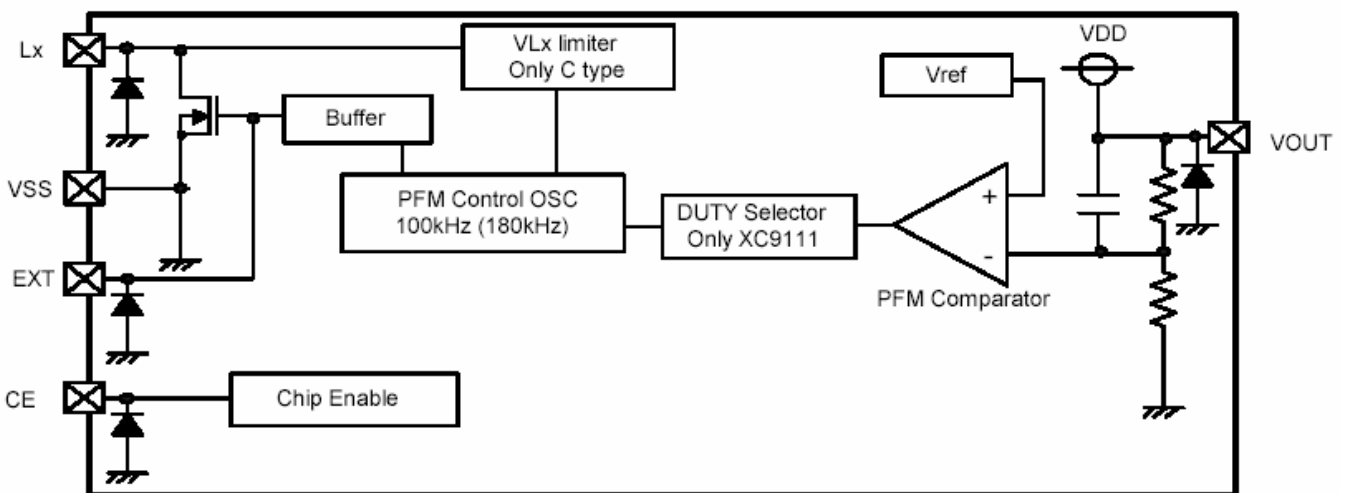 Lx
VLx limiter
Only C type
VDD
Vref
Buffer
VOUT
VSS
PFM Control OSC
100kHz (180kHz)
DUTY Selector
Only XC9111
+
-
EXT
PFM Comparator
CE
Chip Enable